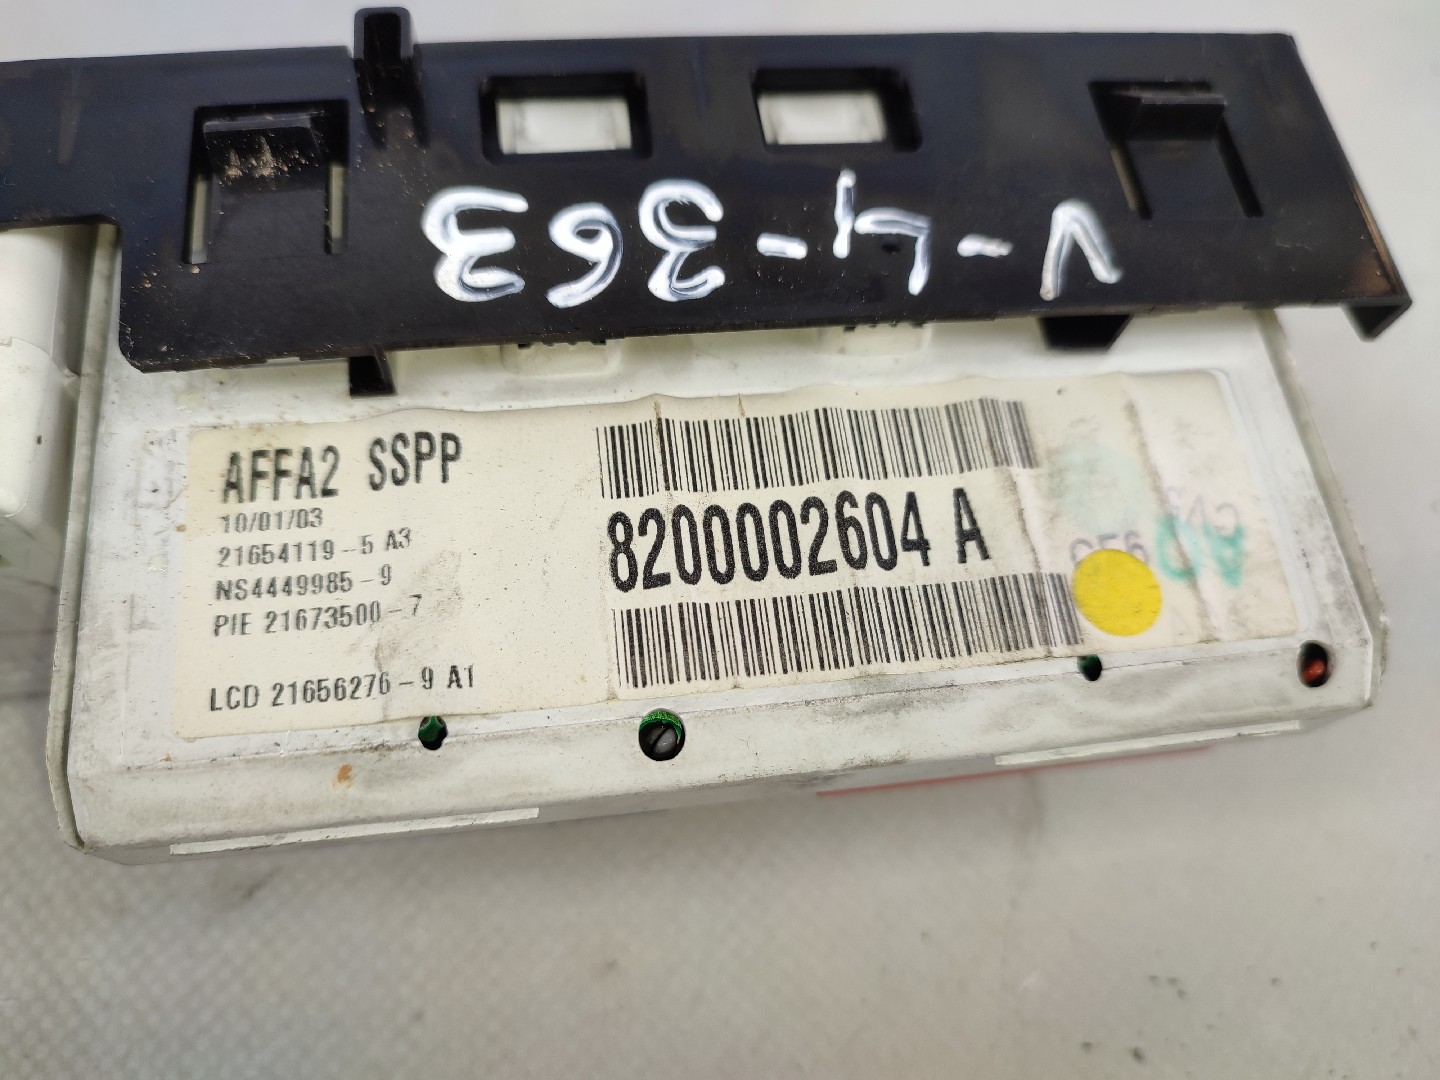 V-4-363
AFFA2 SSPP
10/01/03
21654119-5 A3
NS4449985-9
PIE 21673500-7
LCD 21656276-9 A1
8200002604 A